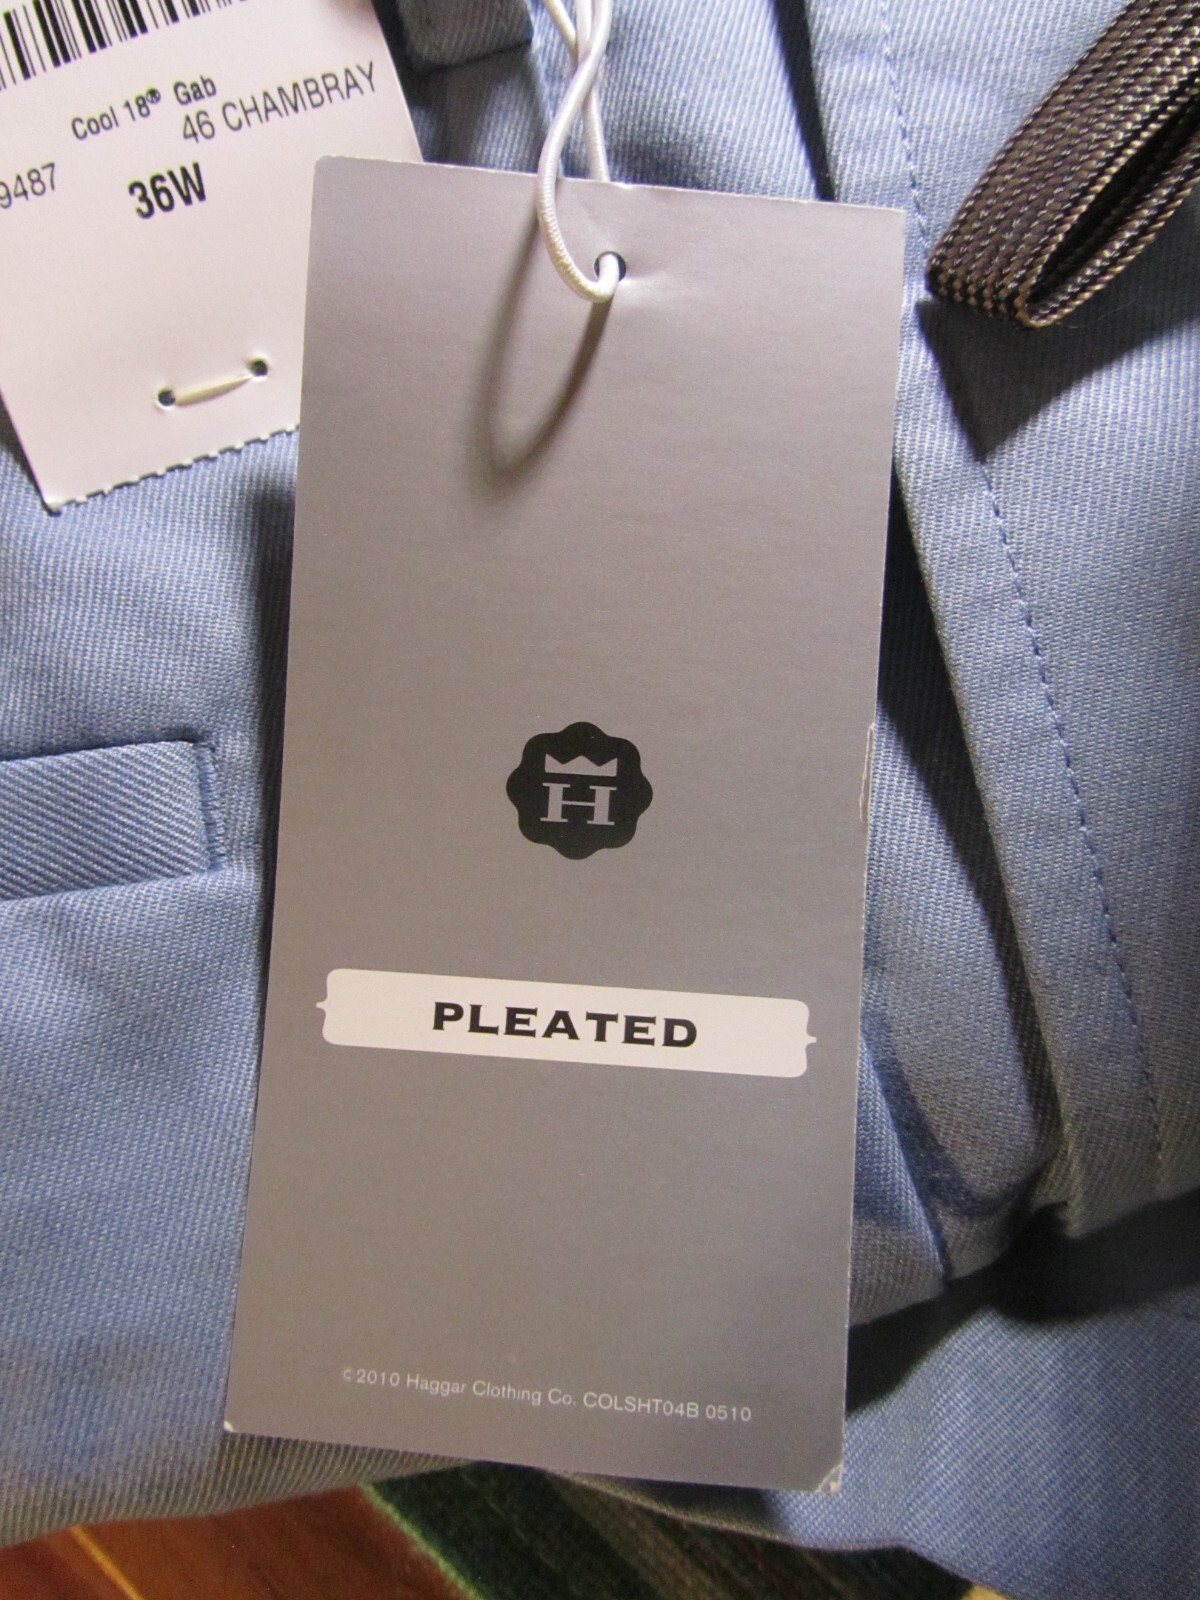 Cool 18® Gab
46 CHAMBRAY
9487
36W
H
PLEATED
©2010 Haggar Clothing Co. COLSHT04B 0510